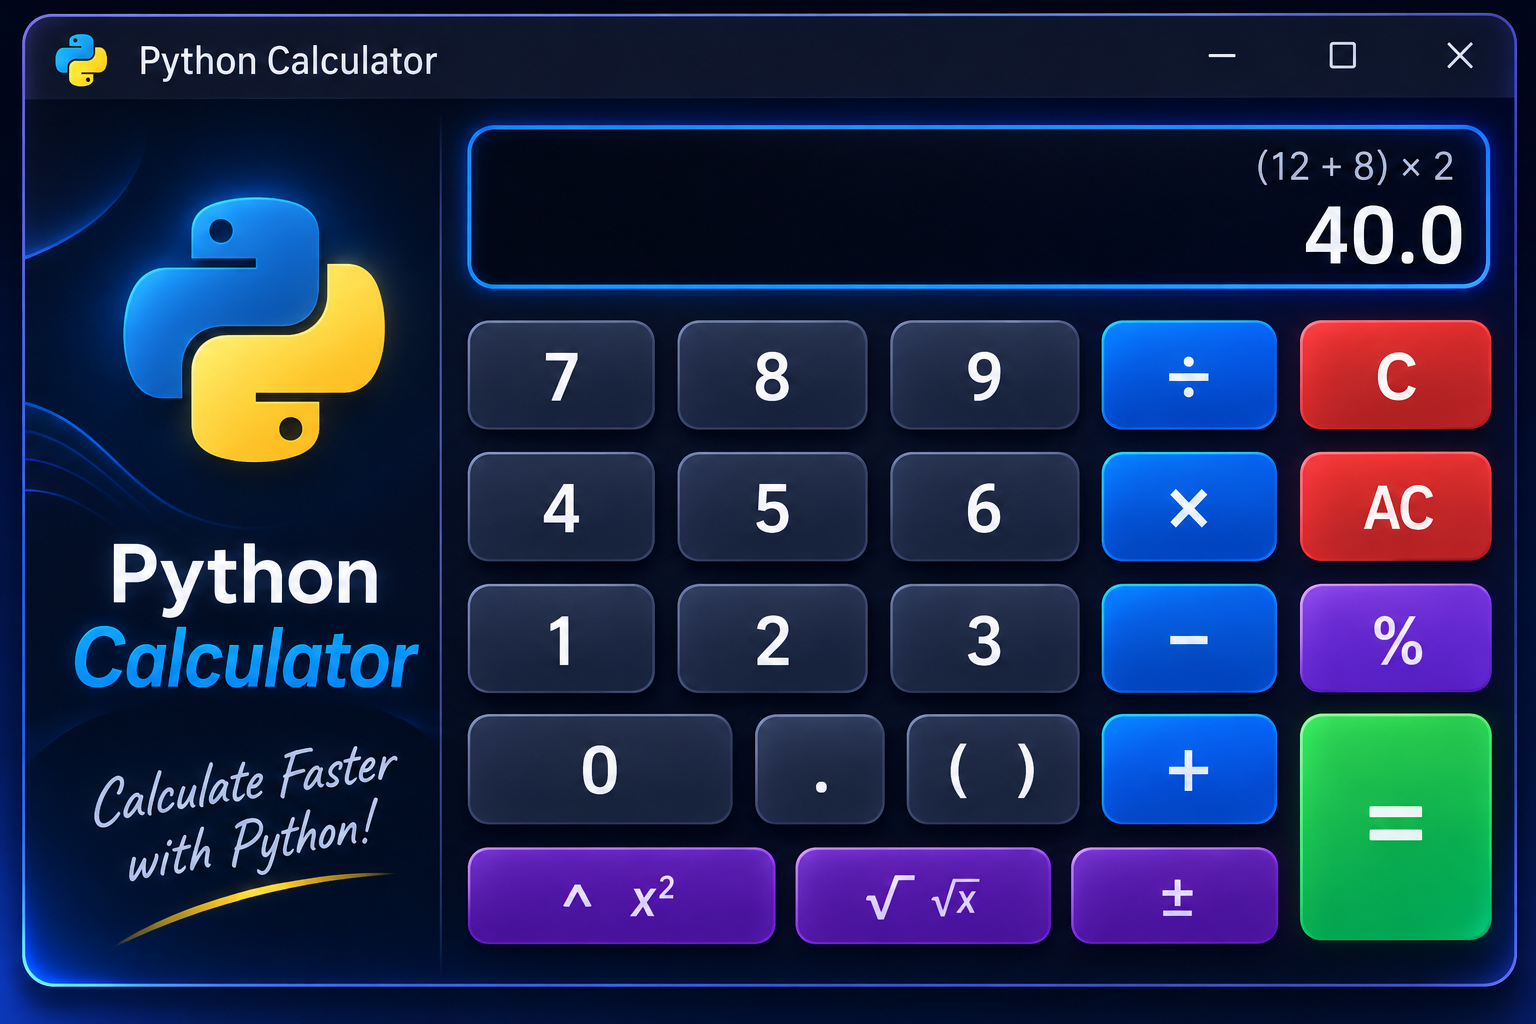 Python Calculator
(12 + 8) × 2
40.0
Python
Calculator
Calculate Faster
with Python!
7 8 9 ÷ C
4 5 6 × AC
1 2 3 − %
0 . ( ) + =
^ x² √ √x ±